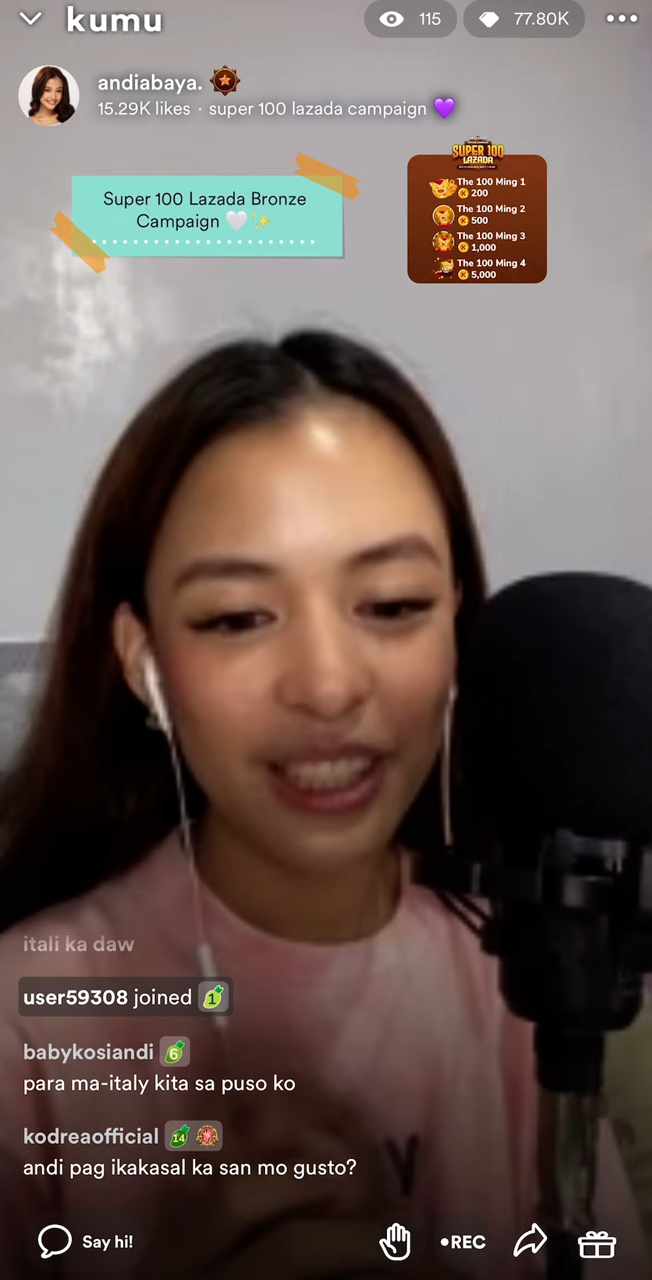 kumu
115
77.80K
andiabaya.
15.29K likes · super 100 lazada campaign 💜
Super 100 Lazada Bronze
Campaign 🤍✨
SUPER 100
LAZADA
The 100 Ming 1
K 200
The 100 Ming 2
K 500
The 100 Ming 3
K 1,000
The 100 Ming 4
K 5,000
itali ka daw
user59308 joined 1
babykosiandi 6
para ma-italy kita sa puso ko
kodreaofficial 14
andi pag ikakasal ka san mo gusto?
Say hi!
•REC